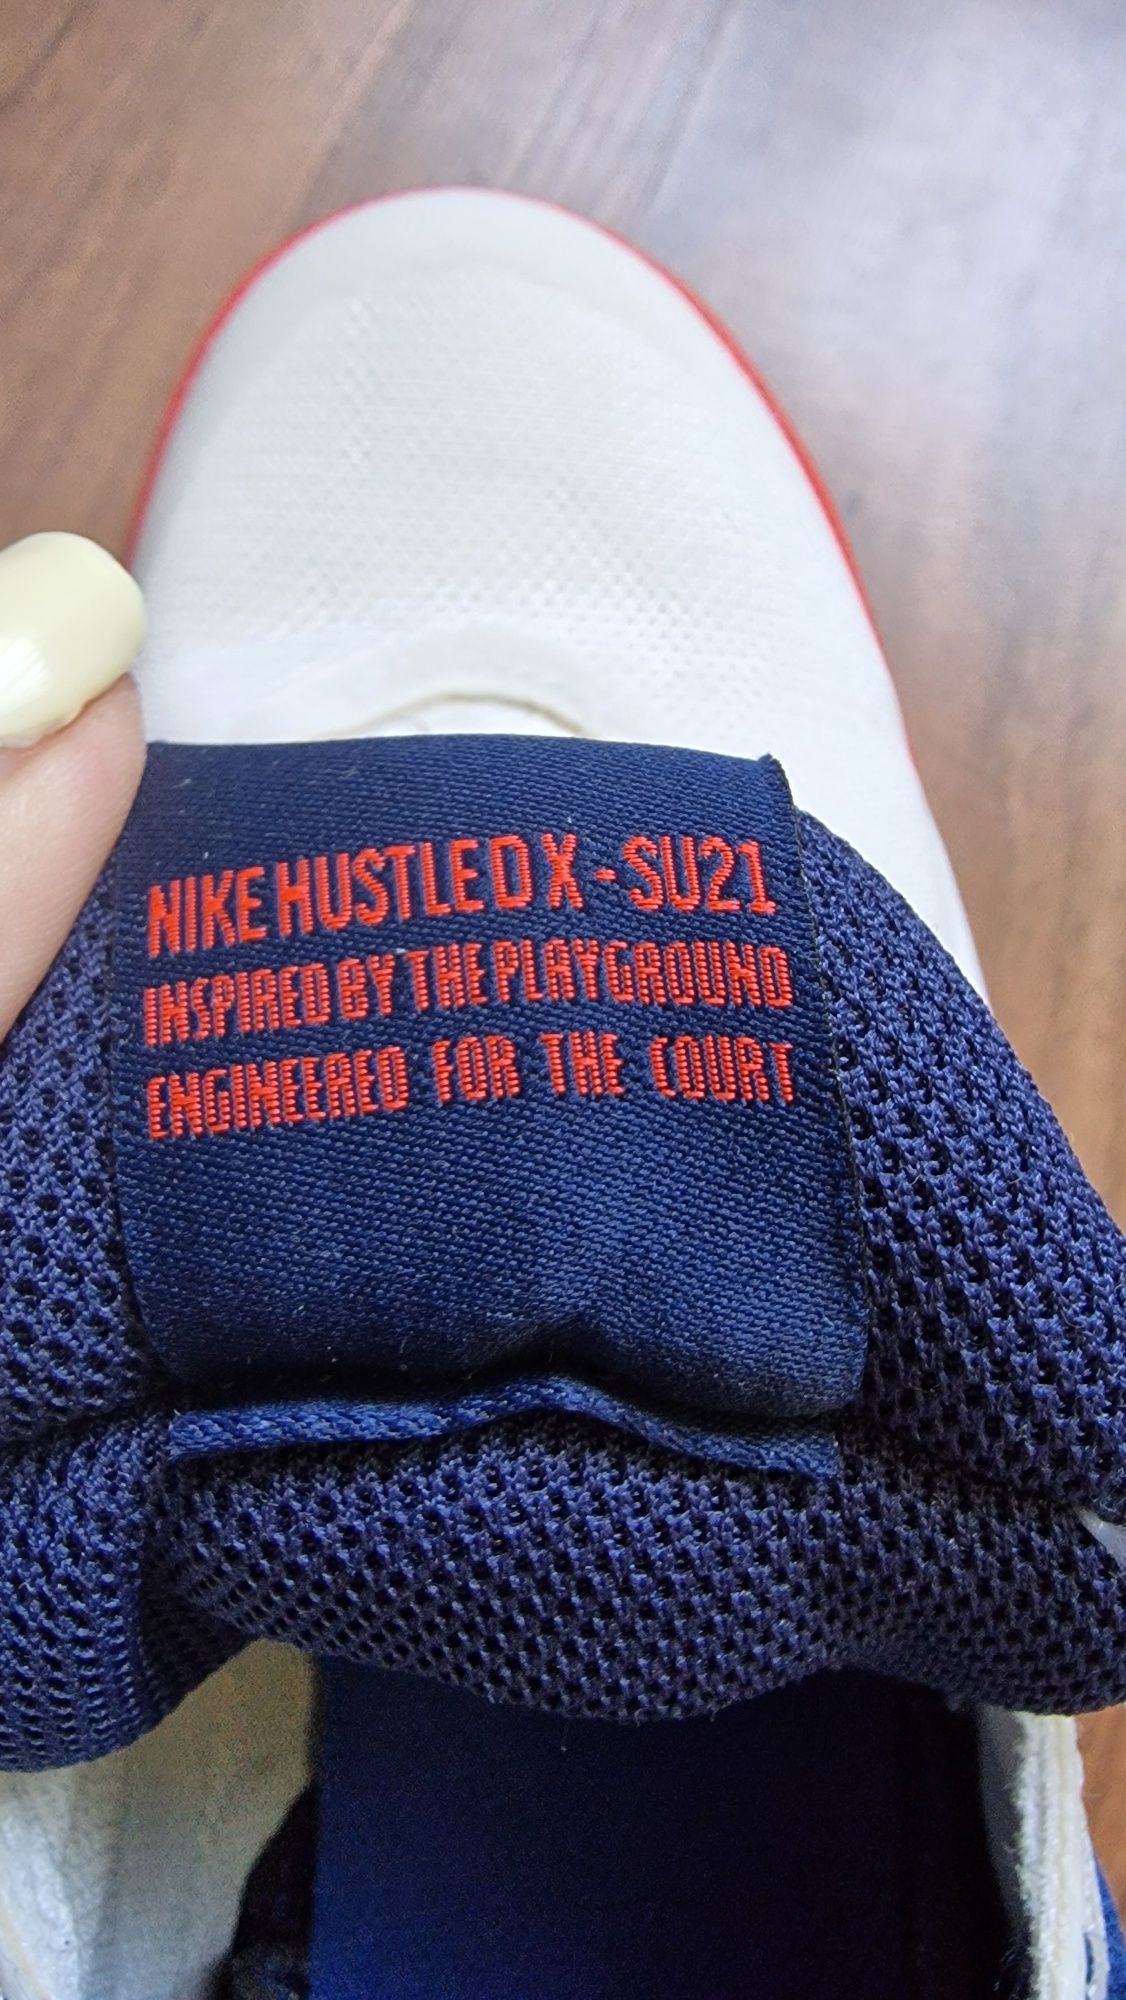 NIKE HUSTLE D X - SU21
INSPIRED BY THE PLAYGROUND
ENGINEERED FOR THE COURT